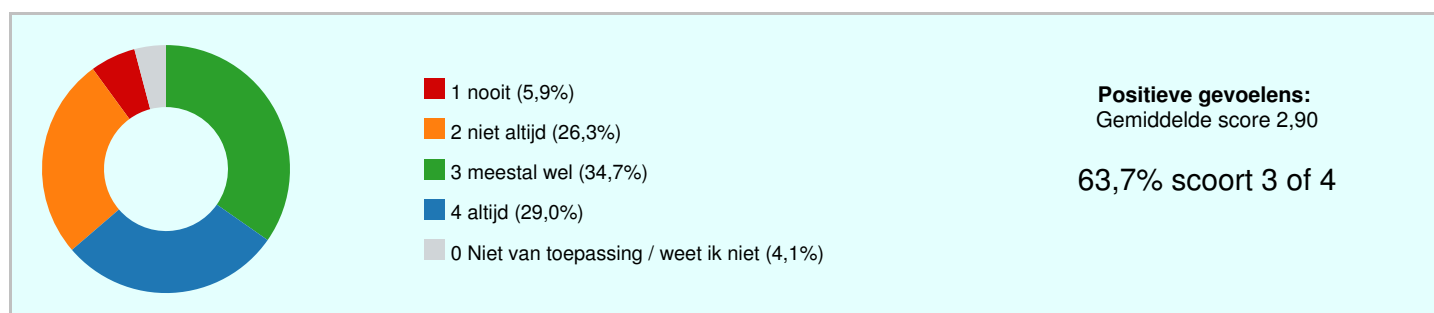 1 nooit (5,9%)
2 niet altijd (26,3%)
3 meestal wel (34,7%)
4 altijd (29,0%)
0 Niet van toepassing / weet ik niet (4,1%)
Positieve gevoelens:
Gemiddelde score 2,90
63,7% scoort 3 of 4